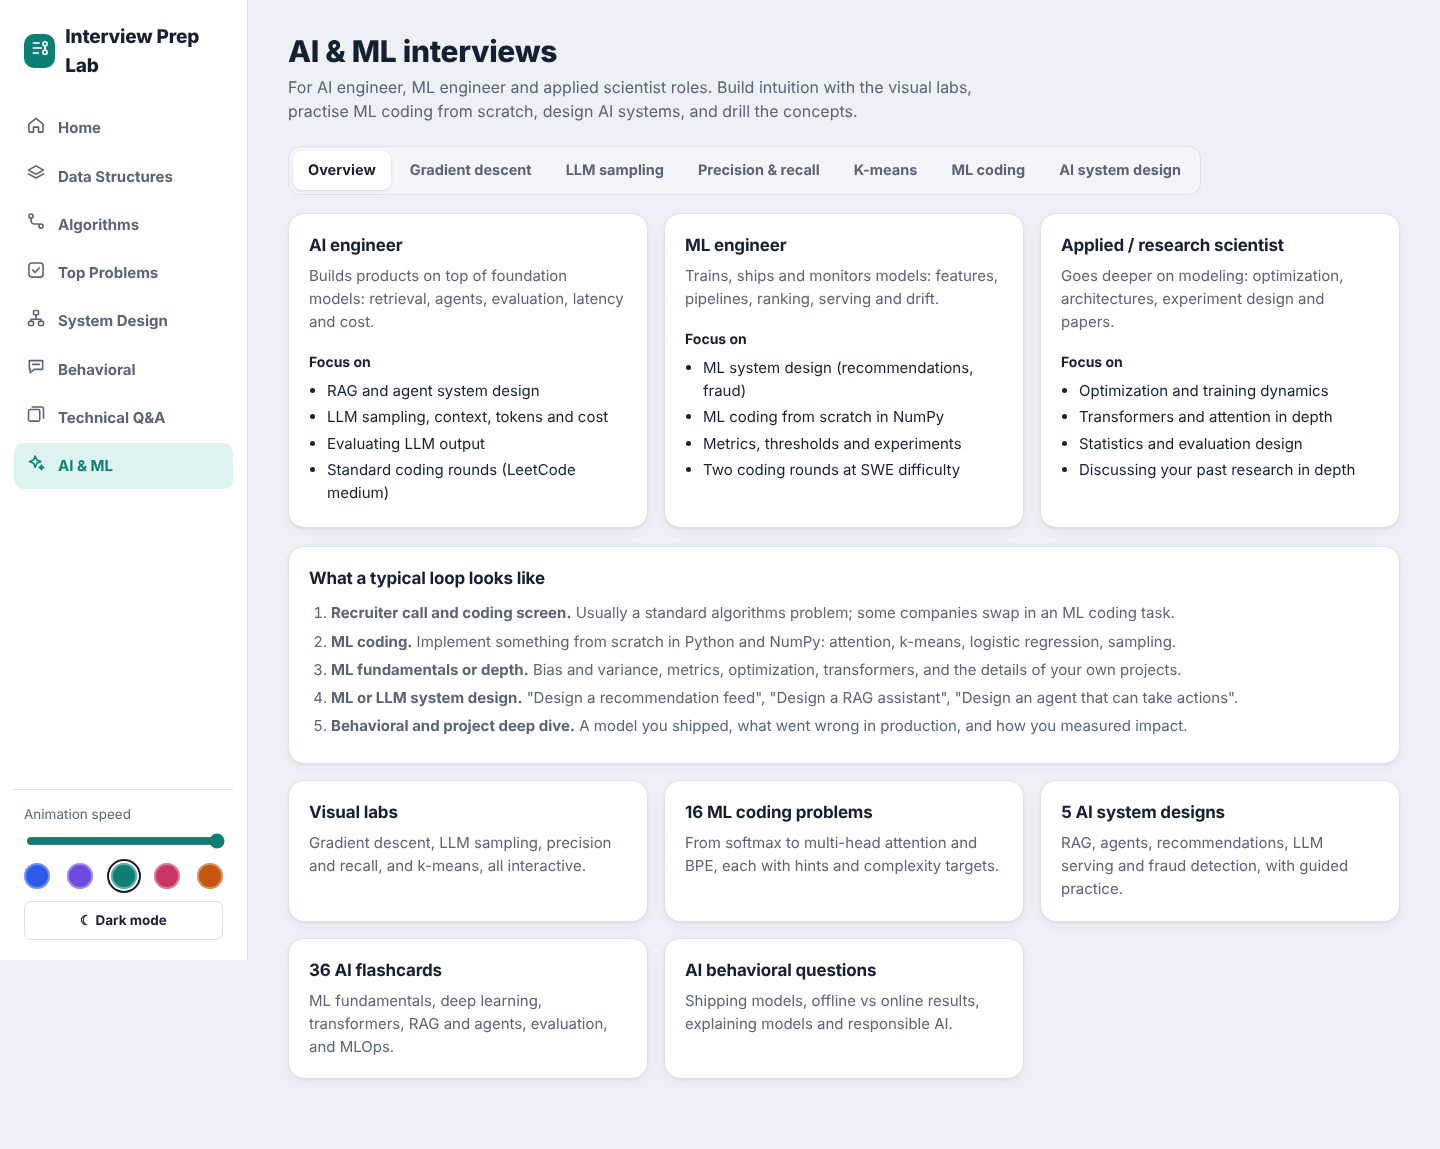 Interview Prep
Lab
Home
Data Structures
Algorithms
Top Problems
System Design
Behavioral
Technical Q&A
AI & ML
Animation speed
☾ Dark mode
AI & ML interviews
For AI engineer, ML engineer and applied scientist roles. Build intuition with the visual labs,
practise ML coding from scratch, design AI systems, and drill the concepts.
Overview Gradient descent LLM sampling Precision & recall K-means ML coding AI system design
AI engineer
Builds products on top of foundation
models: retrieval, agents, evaluation, latency
and cost.
Focus on
• RAG and agent system design
• LLM sampling, context, tokens and cost
• Evaluating LLM output
• Standard coding rounds (LeetCode
medium)
ML engineer
Trains, ships and monitors models: features,
pipelines, ranking, serving and drift.
Focus on
• ML system design (recommendations,
fraud)
• ML coding from scratch in NumPy
• Metrics, thresholds and experiments
• Two coding rounds at SWE difficulty
Applied / research scientist
Goes deeper on modeling: optimization,
architectures, experiment design and
papers.
Focus on
• Optimization and training dynamics
• Transformers and attention in depth
• Statistics and evaluation design
• Discussing your past research in depth
What a typical loop looks like
1. Recruiter call and coding screen. Usually a standard algorithms problem; some companies swap in an ML coding task.
2. ML coding. Implement something from scratch in Python and NumPy: attention, k-means, logistic regression, sampling.
3. ML fundamentals or depth. Bias and variance, metrics, optimization, transformers, and the details of your own projects.
4. ML or LLM system design. "Design a recommendation feed", "Design a RAG assistant", "Design an agent that can take actions".
5. Behavioral and project deep dive. A model you shipped, what went wrong in production, and how you measured impact.
Visual labs
Gradient descent, LLM sampling, precision
and recall, and k-means, all interactive.
16 ML coding problems
From softmax to multi-head attention and
BPE, each with hints and complexity targets.
5 AI system designs
RAG, agents, recommendations, LLM
serving and fraud detection, with guided
practice.
36 AI flashcards
ML fundamentals, deep learning,
transformers, RAG and agents, evaluation,
and MLOps.
AI behavioral questions
Shipping models, offline vs online results,
explaining models and responsible AI.